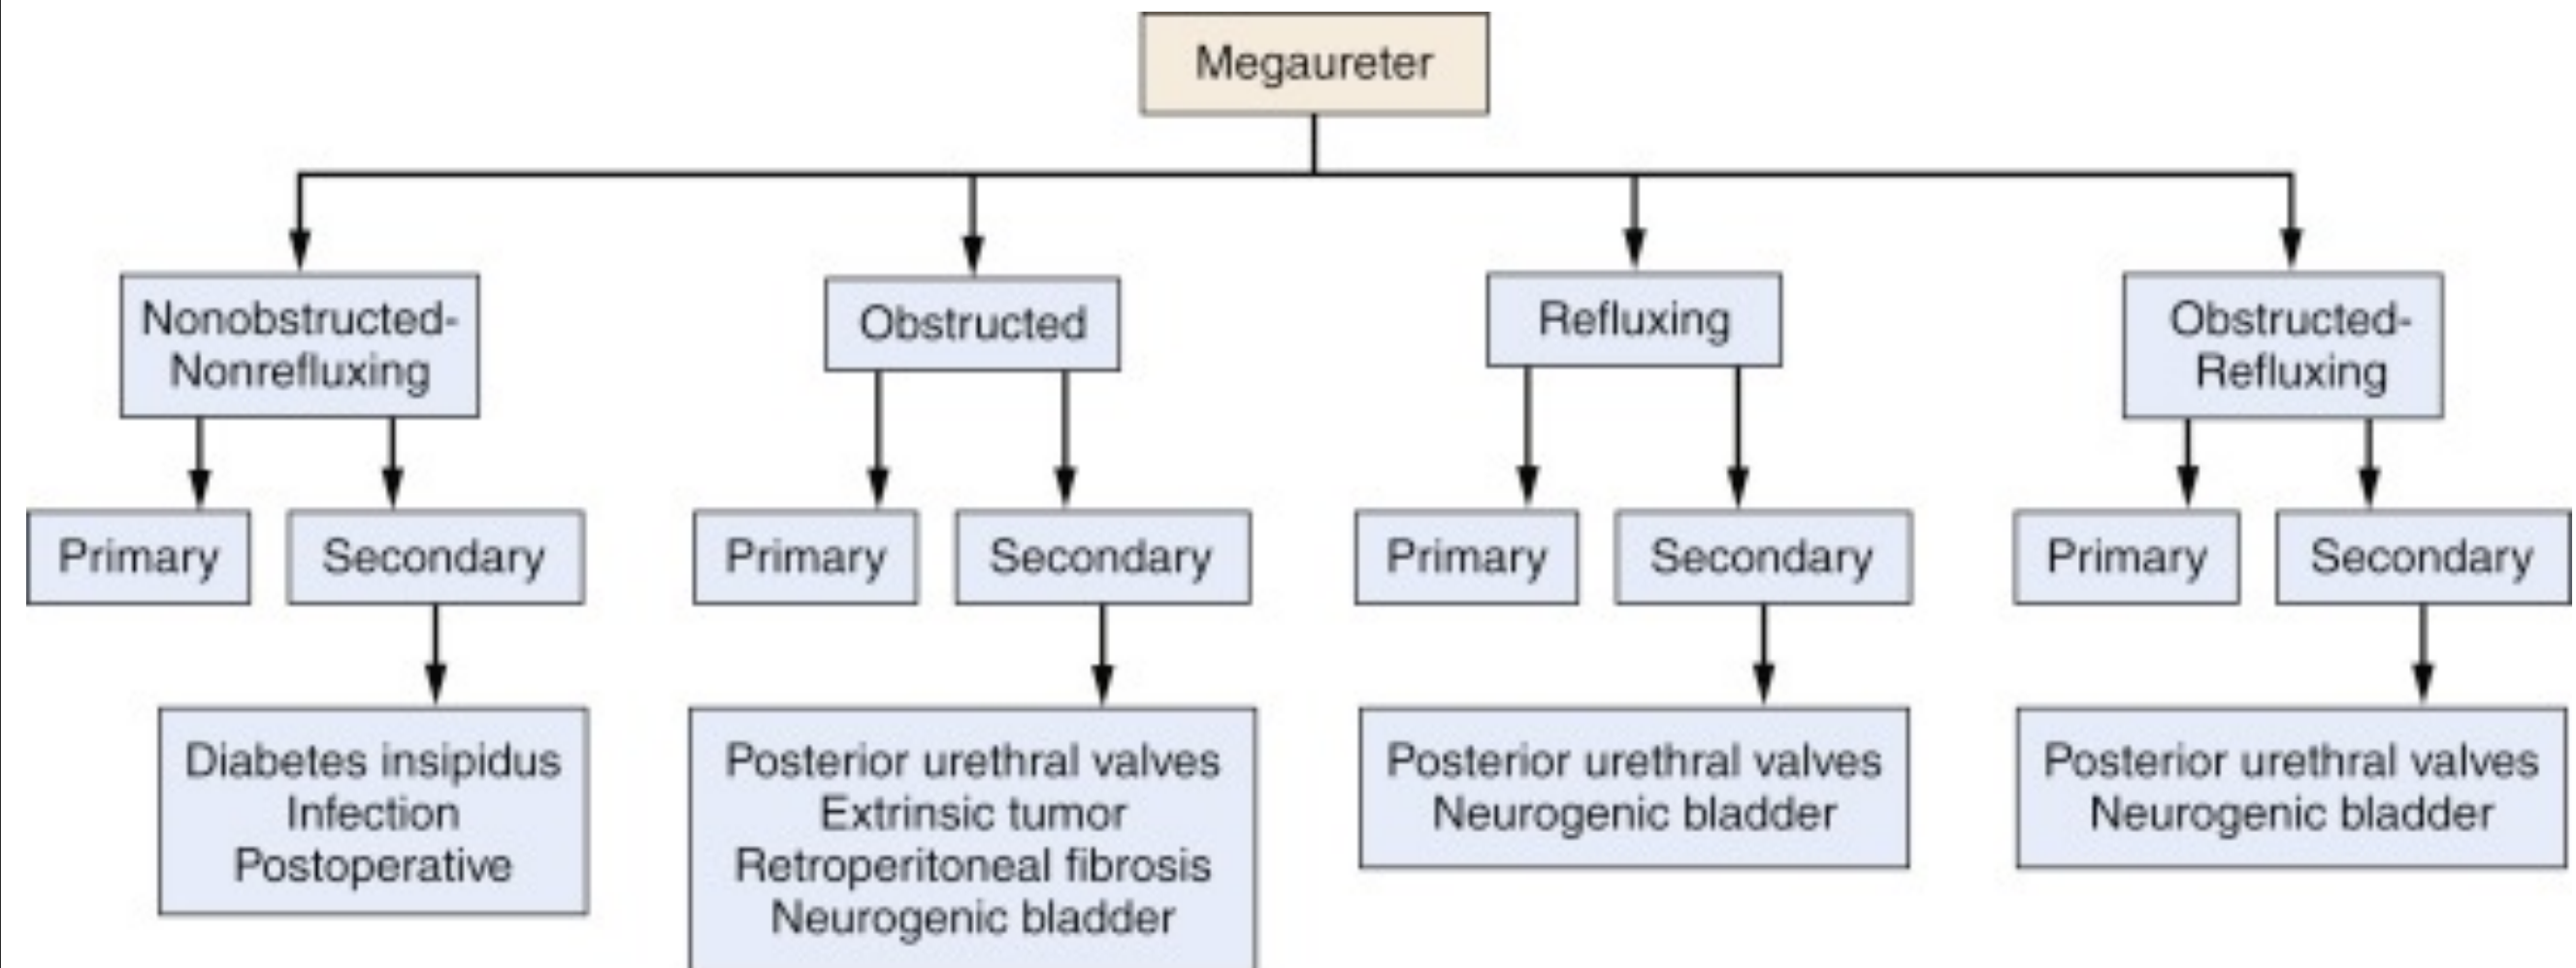 Megaureter
Nonobstructed-
Nonrefluxing
Obstructed
Refluxing
Obstructed-
Refluxing
Primary
Secondary
Primary
Secondary
Primary
Secondary
Primary
Secondary
Diabetes insipidus
Infection
Postoperative
Posterior urethral valves
Extrinsic tumor
Retroperitoneal fibrosis
Neurogenic bladder
Posterior urethral valves
Neurogenic bladder
Posterior urethral valves
Neurogenic bladder